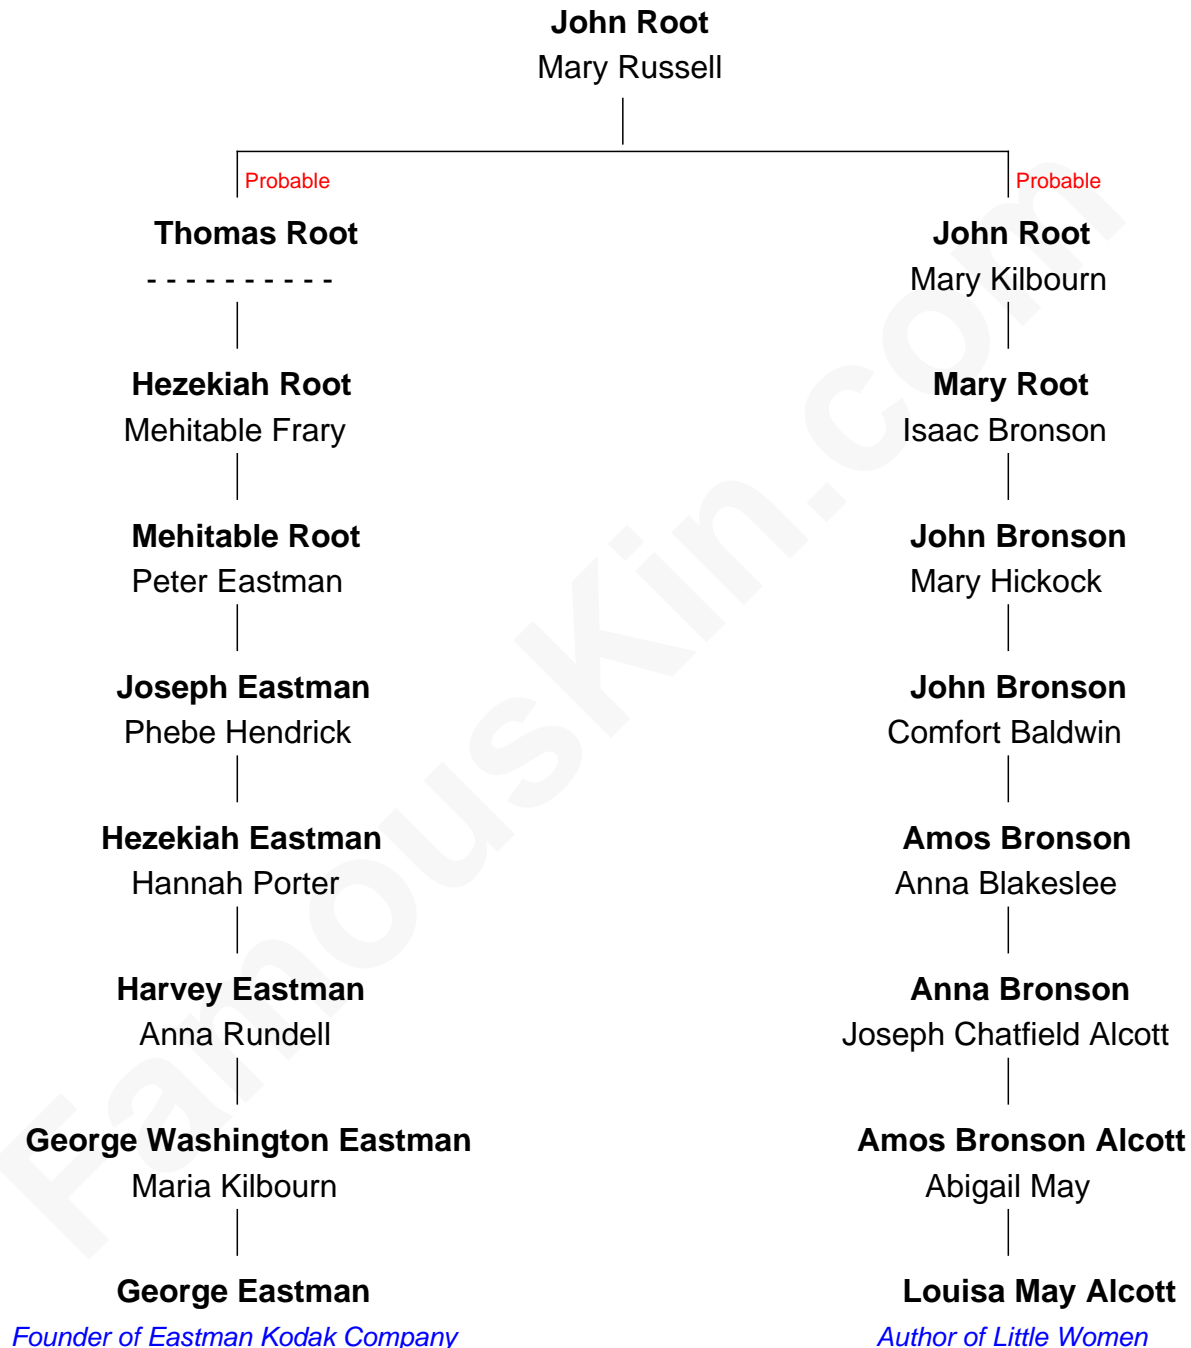 John Root
Mary Russell
Probable
Probable
Thomas Root
John Root
- - - - - - - - - -
Mary Kilbourn
Hezekiah Root
Mary Root
Mehitable Frary
Isaac Bronson
Mehitable Root
John Bronson
Peter Eastman
Mary Hickock
Joseph Eastman
John Bronson
Phebe Hendrick
Comfort Baldwin
Hezekiah Eastman
Amos Bronson
Hannah Porter
Anna Blakeslee
Harvey Eastman
Anna Bronson
Anna Rundell
Joseph Chatfield Alcott
George Washington Eastman
Amos Bronson Alcott
Maria Kilbourn
Abigail May
George Eastman
Louisa May Alcott
Founder of Eastman Kodak Company
Author of Little Women
FamousKin.com